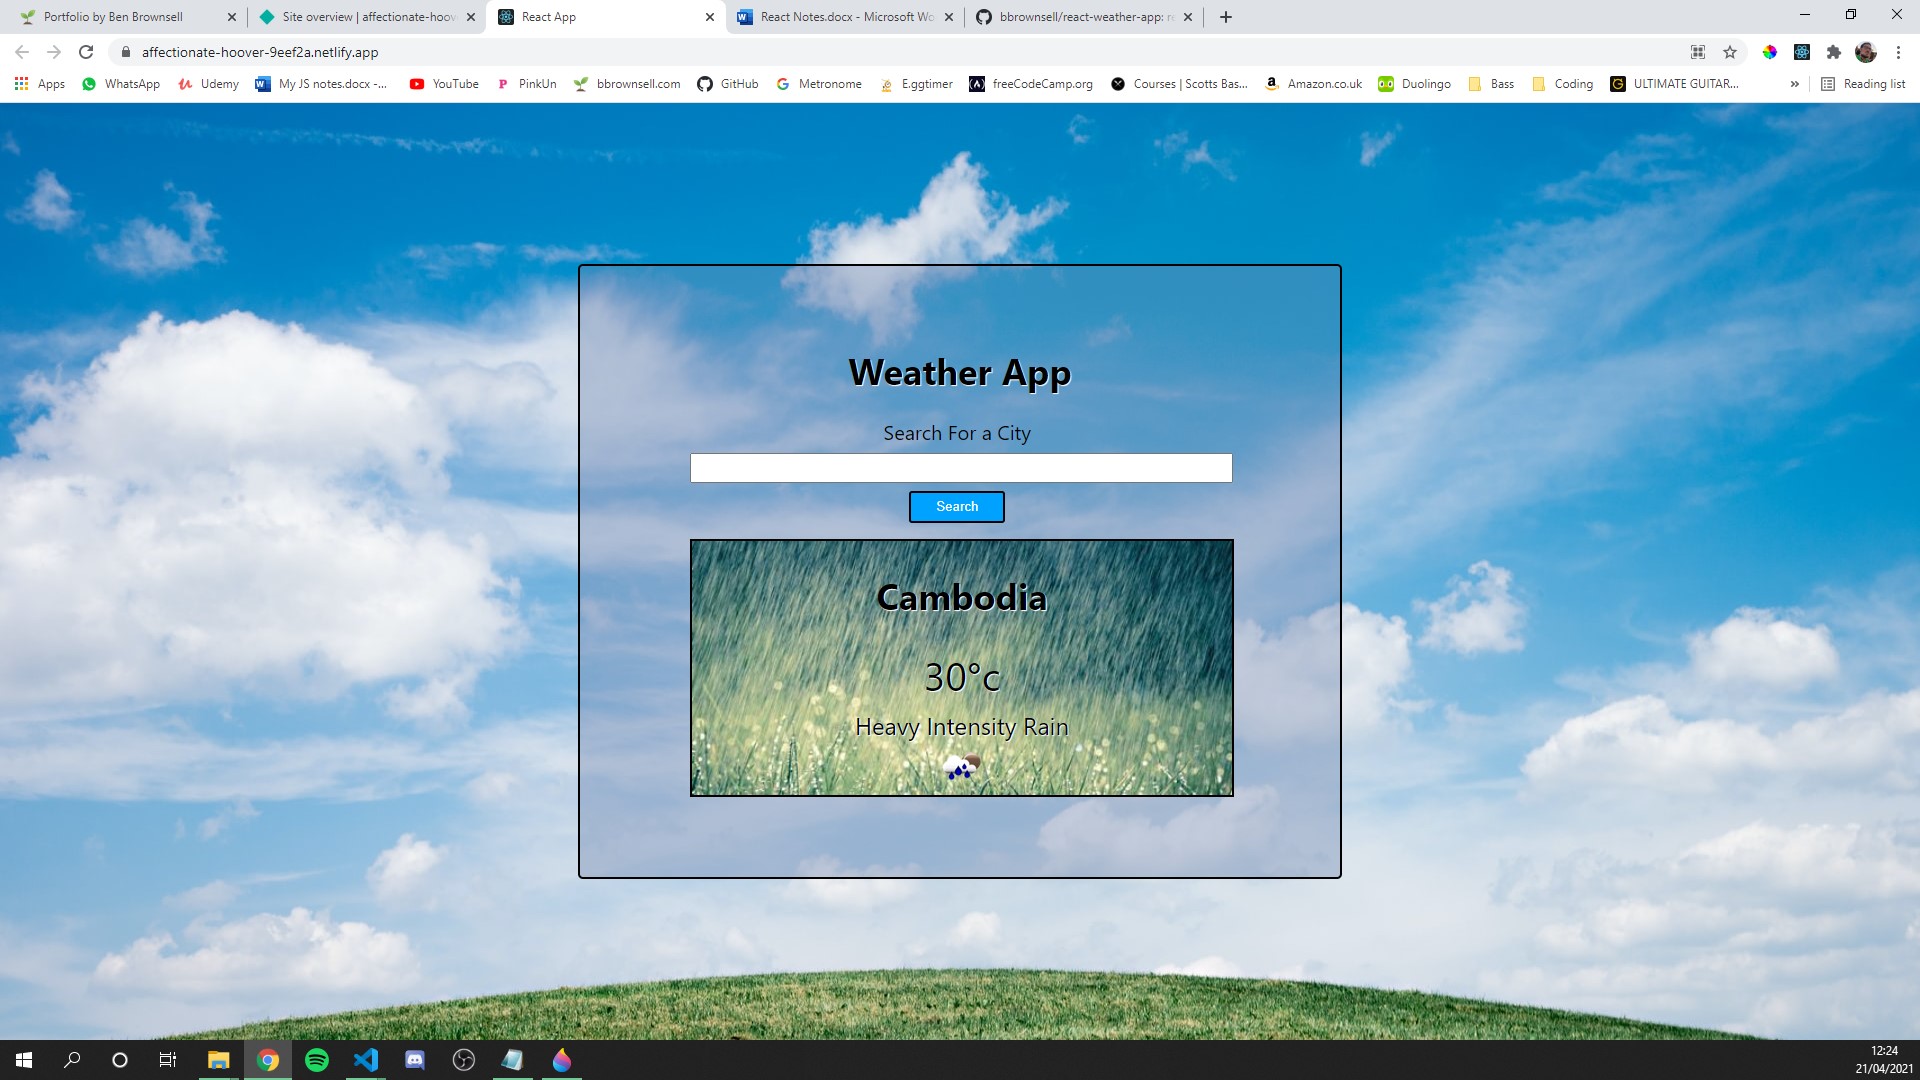 Portfolio by Ben Brownsell
Site overview | affectionate-hoov
React App
React Notes.docx - Microsoft Wo
bbrownsell/react-weather-app: re
affectionate-hoover-9eef2a.netlify.app
Apps
WhatsApp
Udemy
My JS notes.docx -...
YouTube
PinkUn
bbrownsell.com
GitHub
Metronome
E.ggtimer
freeCodeCamp.org
Courses | Scotts Bas...
Amazon.co.uk
Duolingo
Bass
Coding
ULTIMATE GUITAR...
Reading list
Weather App
Search For a City
Search
Cambodia
30°c
Heavy Intensity Rain
12:24
21/04/2021